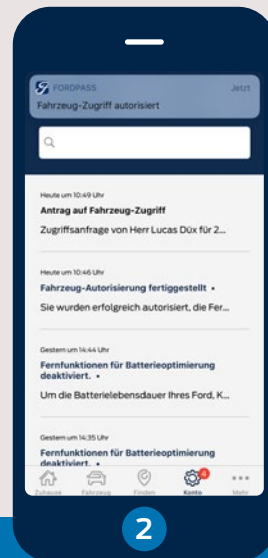 FORDPASS
Jetzt
Fahrzeug-Zugriff autorisiert
Heute um 10:49 Uhr
Antrag auf Fahrzeug-Zugriff
Zugriffsanfrage von Herr Lucas Düx für 2...
Heute um 10:46 Uhr
Fahrzeug-Autorisierung fertiggestellt •
Sie wurden erfolgreich autorisiert, die Fer...
Gestern um 14:44 Uhr
Fernfunktionen für Batterieoptimierung
deaktiviert. •
Um die Batterielebensdauer Ihres Ford, K...
Gestern um 14:35 Uhr
Fernfunktionen für Batterieoptimierung
deaktiviert. •
4
Zuhause Fahrzeug Finden Konto Mehr
2